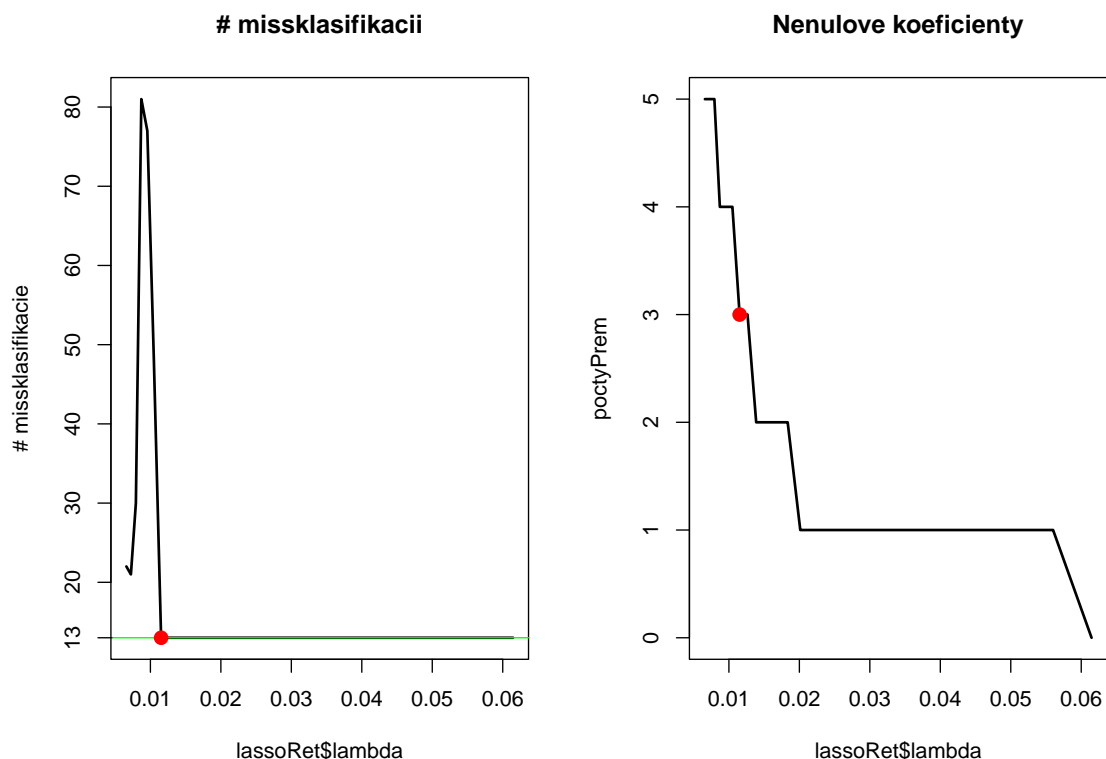 # missklasifikacii
80
70
60
50
40
30
20
13
# missklasifikacie
0.01 0.02 0.03 0.04 0.05 0.06
lassoRet$lambda
Nenulove koeficienty
5
4
3
2
1
0
poctyPrem
0.01 0.02 0.03 0.04 0.05 0.06
lassoRet$lambda